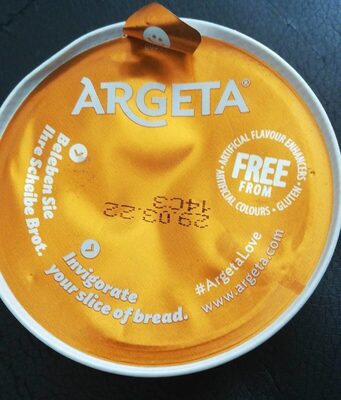 ARGETA®
Beleben Sie
Ihre Scheibe Brot.
Invigorate
your slice of bread.
29.03.22
14C3
FREE
FROM
ARTIFICIAL FLAVOUR ENHANCERS
GLUTEN • ARTIFICIAL COLOURS •
#ArgetaLove
www.argeta.com